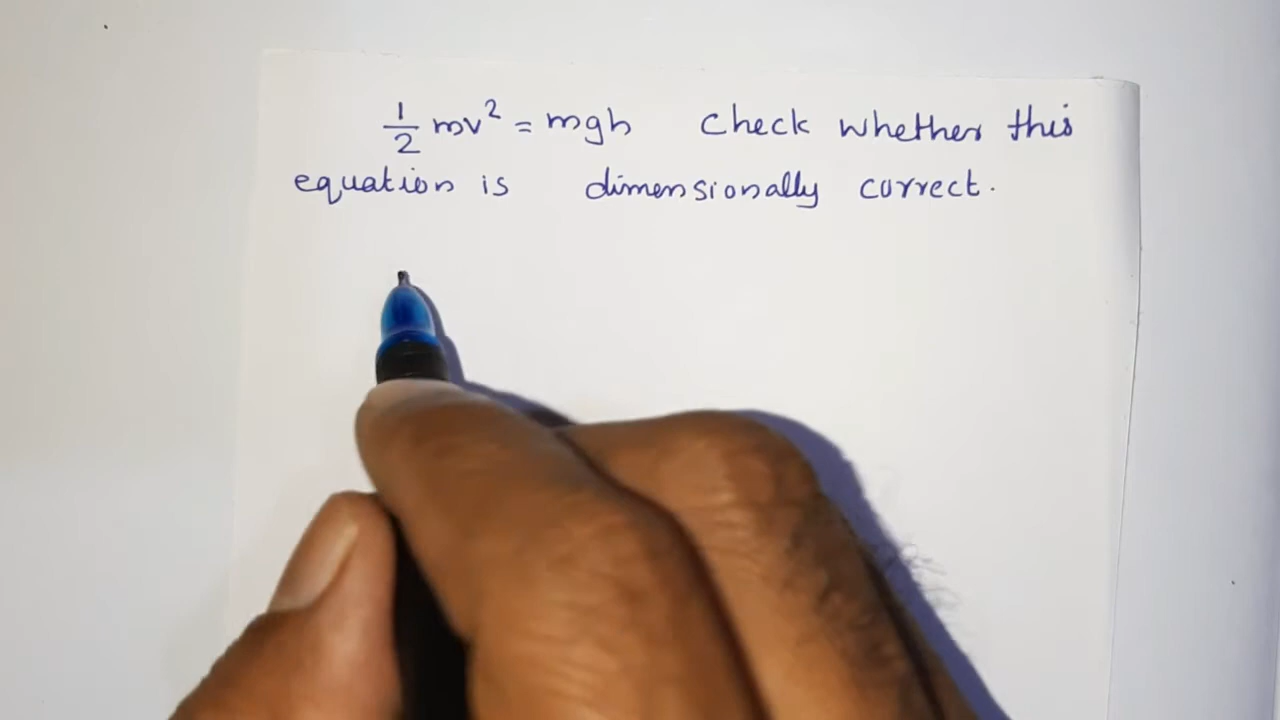 1/2 mv² = mgh check whether this
equation is dimensionally correct.